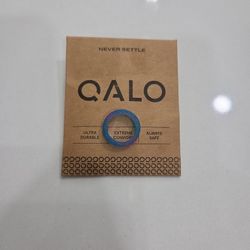 NEVER SETTLE
QALO
ULTRA EXTREME ALWAYS
DURABLE COMFORT SAFE